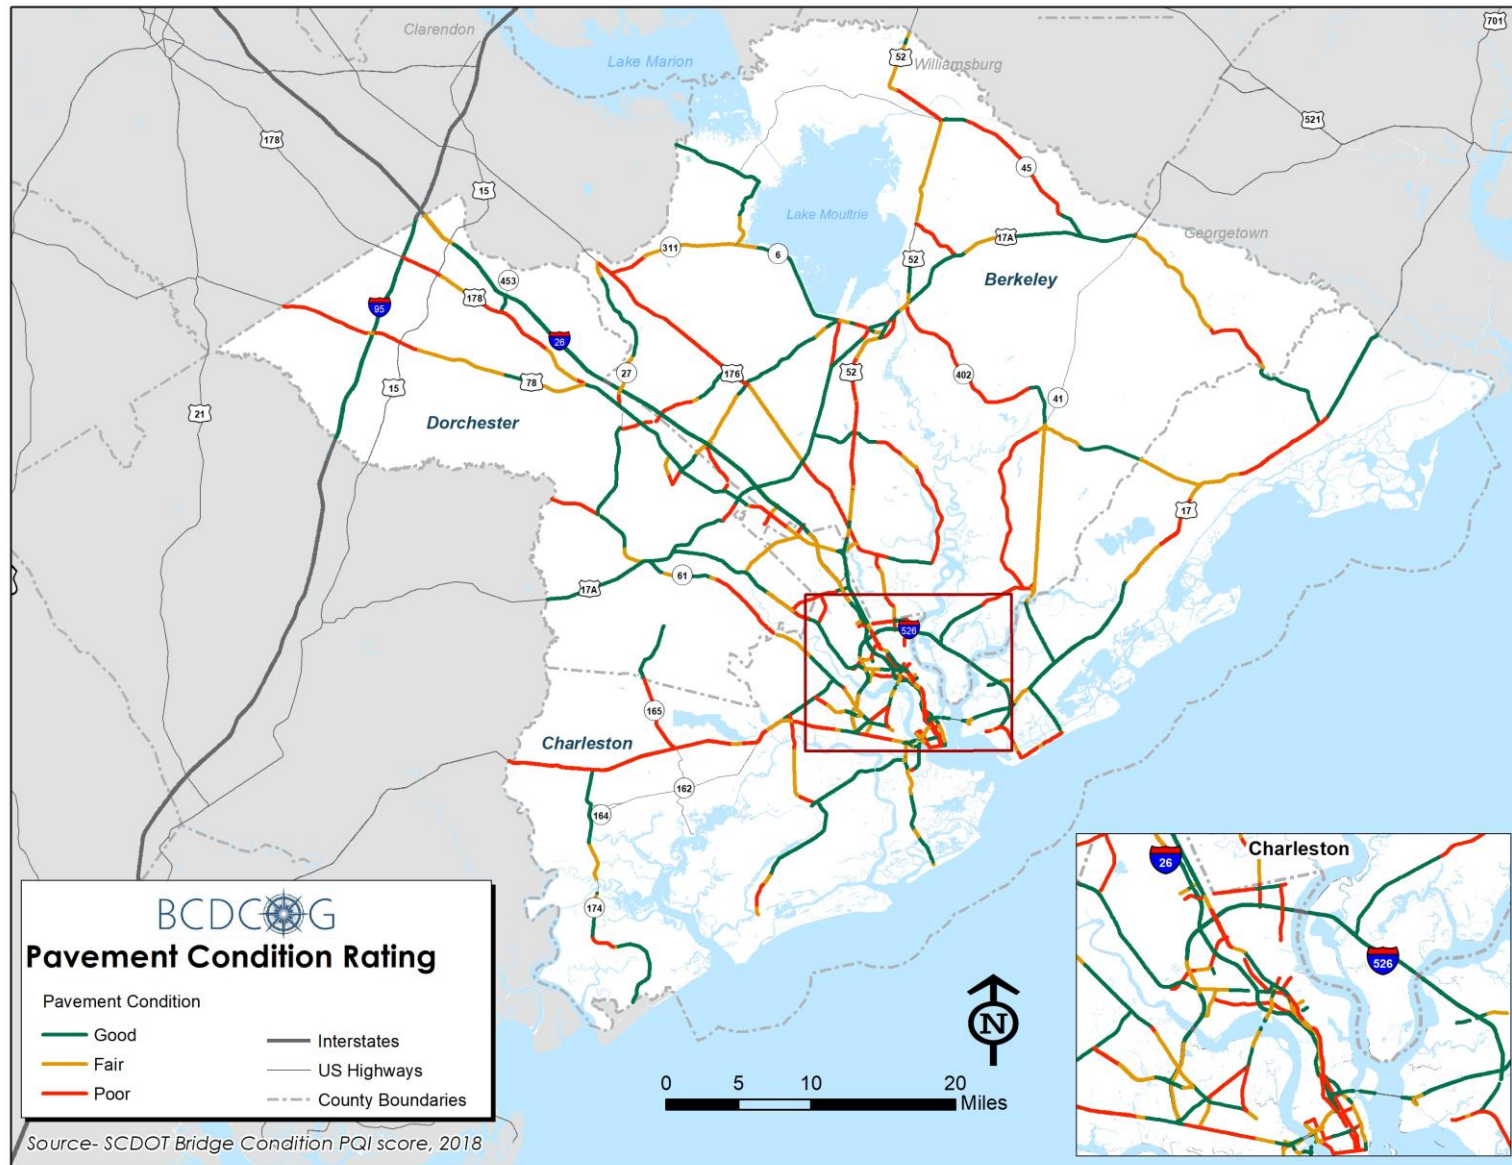 Clarendon
701
Lake Marion
52
Williamsburg
178
521
15
45
Lake Moultrie
17A
Georgetown
311
6
52
Berkeley
453
178
95
26
27
176
52
402
78
15
41
21
Dorchester
17
61
17A
526
165
Charleston
162
164
174
BCDCOG
Pavement Condition Rating
Pavement Condition
Good
Fair
Poor
Interstates
US Highways
County Boundaries
Source- SCDOT Bridge Condition PQI score, 2018
N
0 5 10 20
Miles
Charleston
26
526